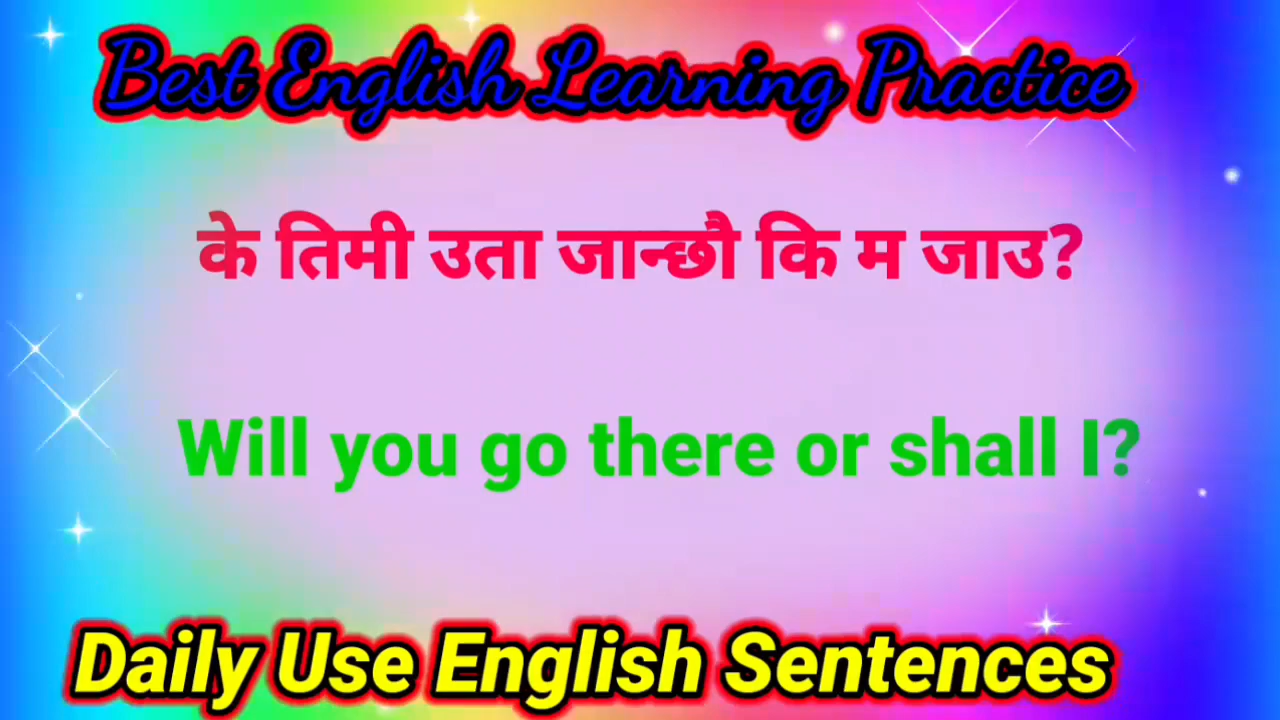 Best English Learning Practice
के तिमी उता जान्छौ कि म जाउ?
Will you go there or shall I?
Daily Use English Sentences